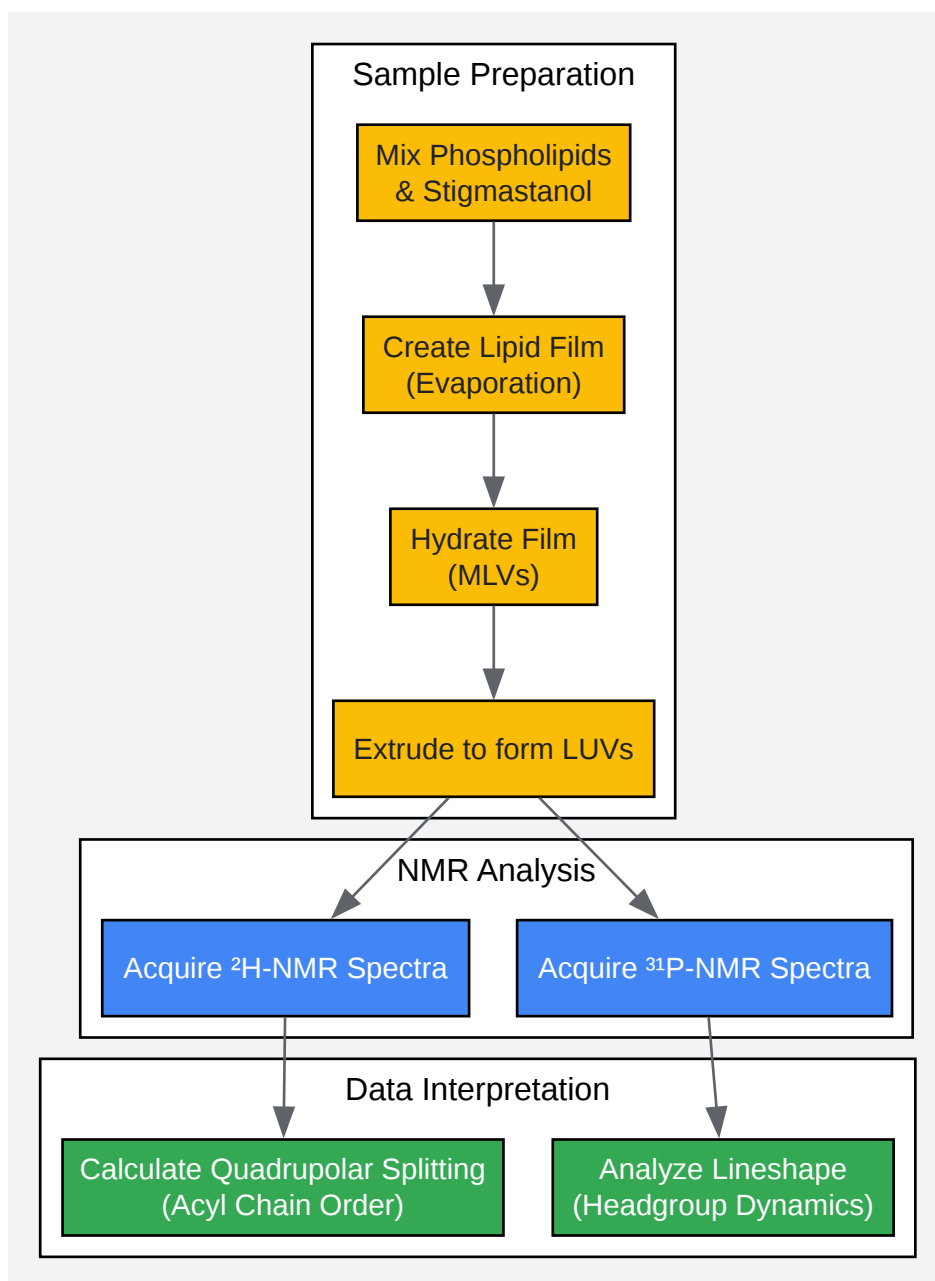 Sample Preparation
Mix Phospholipids
& Stigmastanol
Create Lipid Film
(Evaporation)
Hydrate Film
(MLVs)
Extrude to form LUVs
NMR Analysis
Acquire ²H-NMR Spectra
Acquire ³¹P-NMR Spectra
Data Interpretation
Calculate Quadrupolar Splitting
(Acyl Chain Order)
Analyze Lineshape
(Headgroup Dynamics)